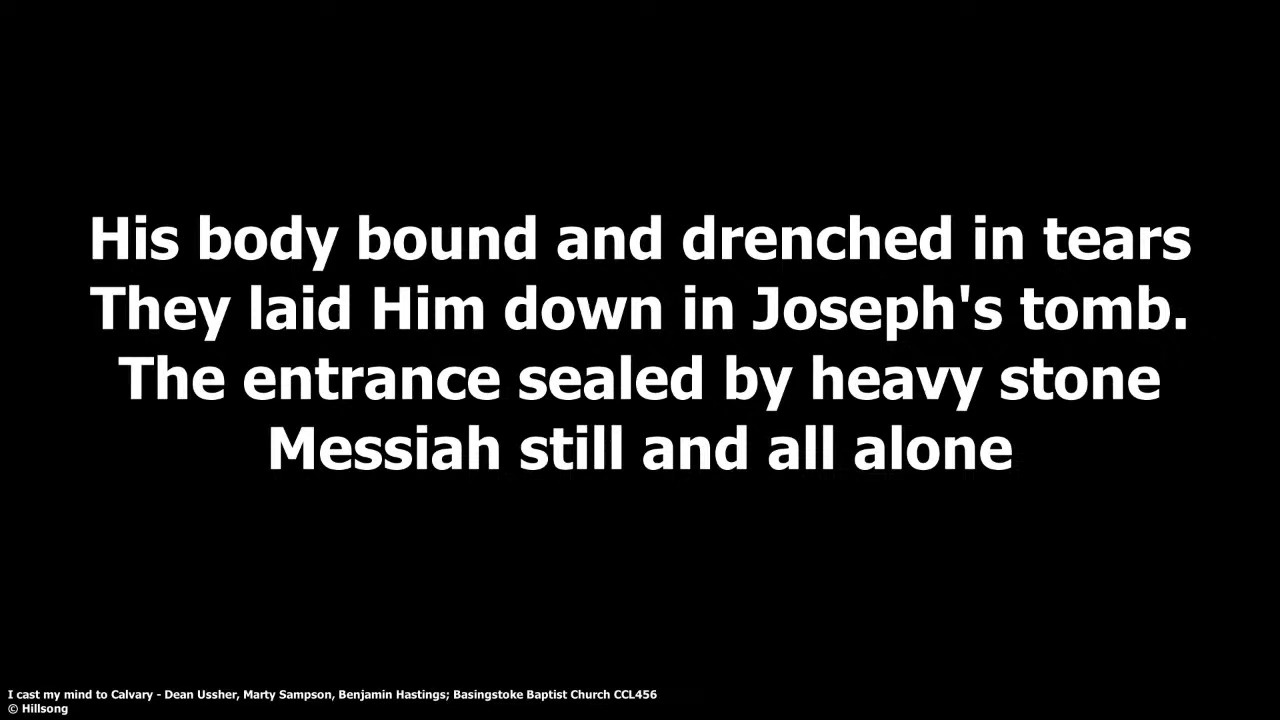 His body bound and drenched in tears
They laid Him down in Joseph's tomb.
The entrance sealed by heavy stone
Messiah still and all alone
I cast my mind to Calvary - Dean Ussher, Marty Sampson, Benjamin Hastings; Basingstoke Baptist Church CCL456
© Hillsong